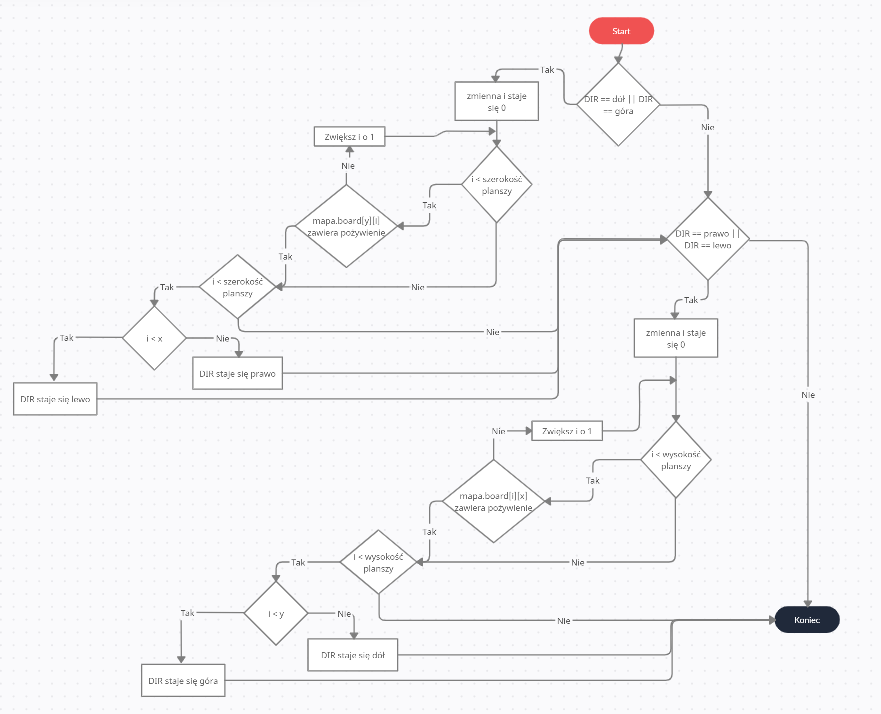 Start
Tak
DIR == dół || DIR
== góra
zmienna i staje
się 0
Nie
Zwiększ i o 1
Nie
i < szerokość
planszy
Tak
mapa.board[y][i]
zawiera pożywienie
DIR == prawo ||
DIR == lewo
Tak
i < szerokość
planszy
Tak
Nie
Tak
zmienna i staje
się 0
Nie
i < x
Tak
Nie
DIR staje się prawo
DIR staje się lewo
Nie
Nie
Zwiększ i o 1
i < wysokość
planszy
Tak
mapa.board[i][x]
zawiera pożywienie
Tak
i < wysokość
planszy
Tak
Nie
i < y
Tak
Nie
Nie
Koniec
DIR staje się dół
DIR staje się góra